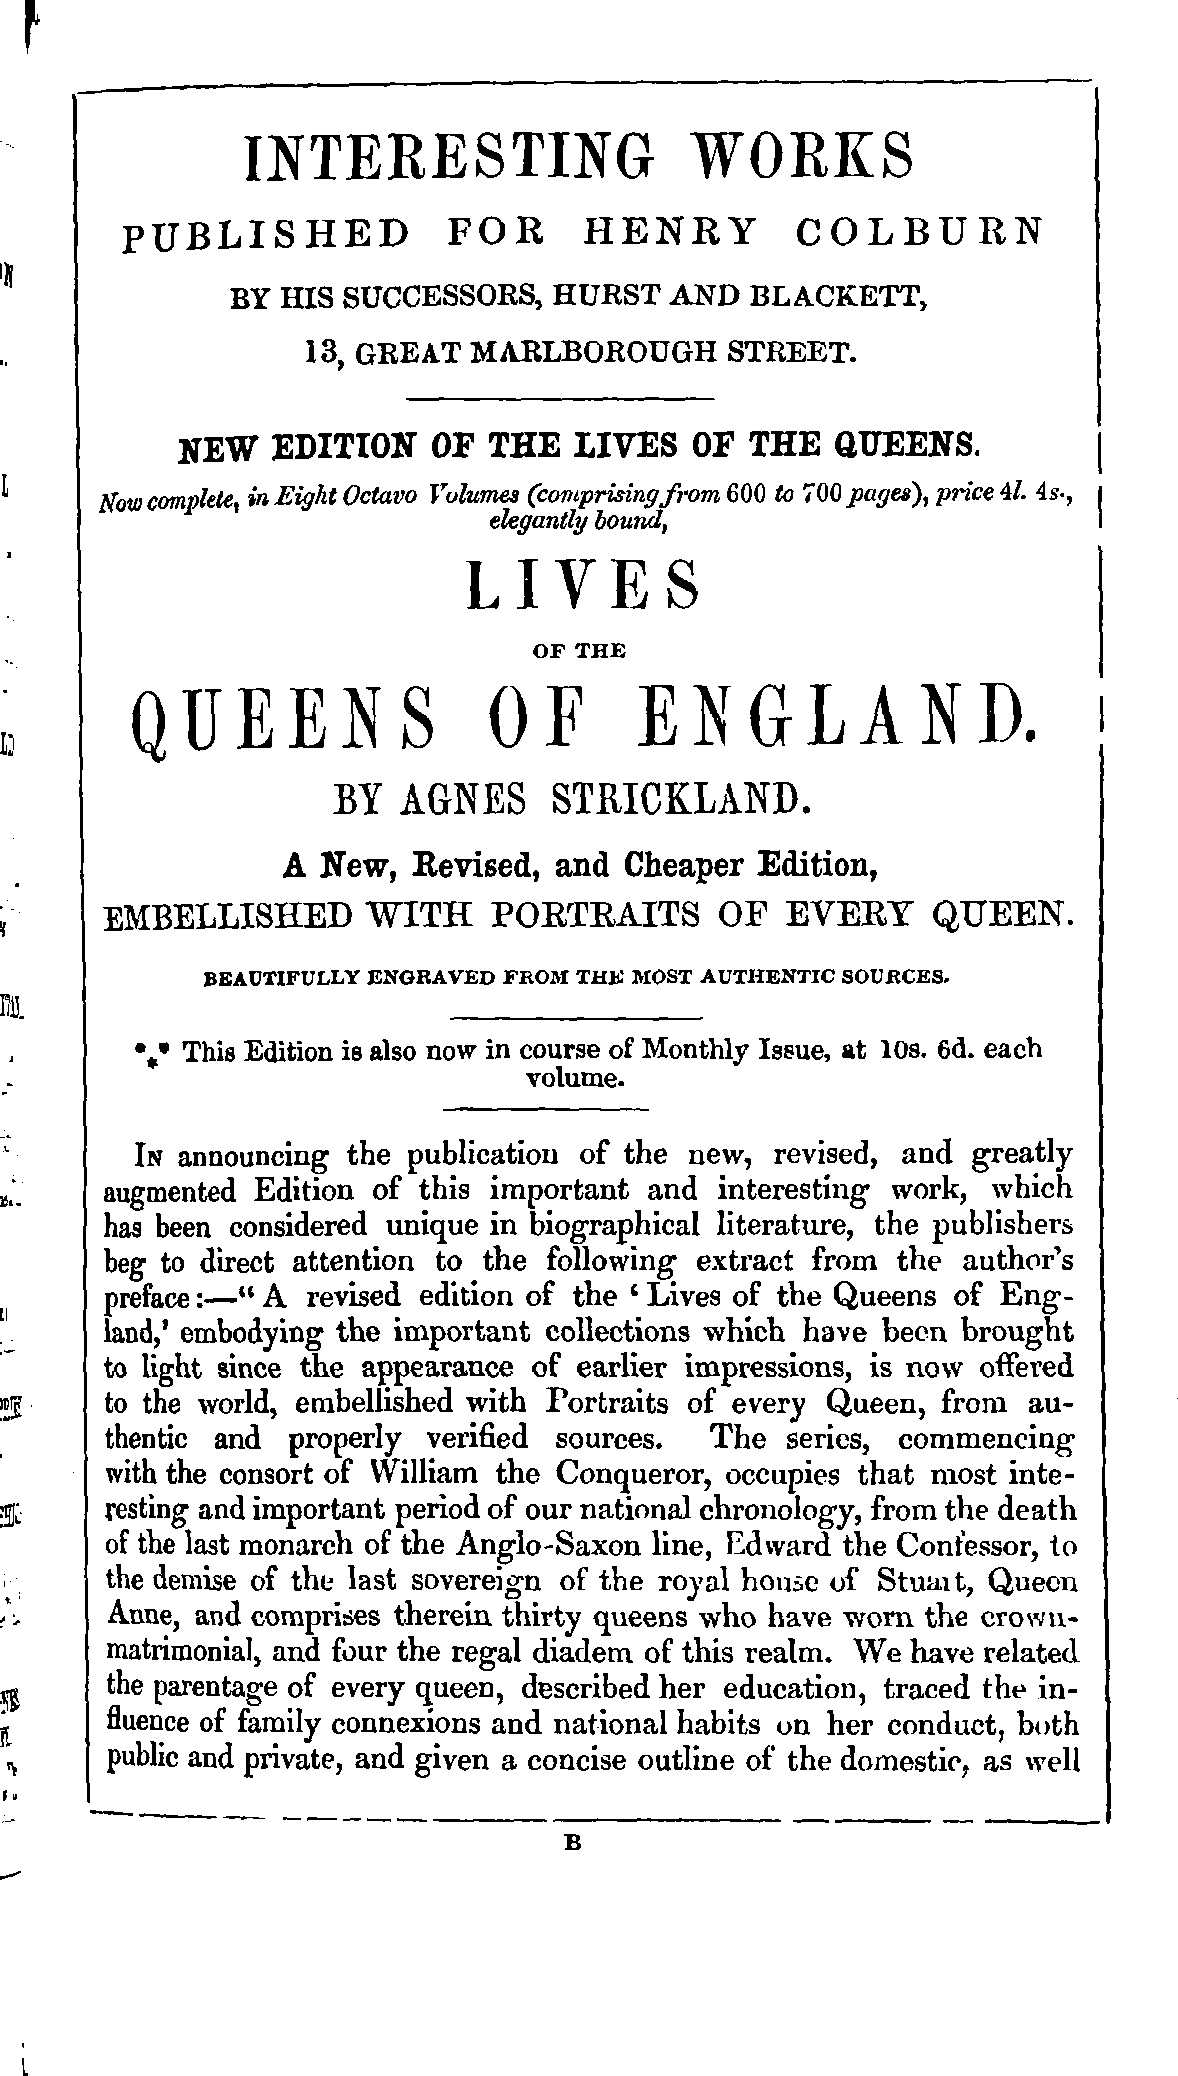 INTERESTING WORKS
PUBLISHED FOR HENRY COLBURN
BY HIS SUCCESSORS, HURST AND BLACKETT,
13, GREAT MARLBOROUGH STREET.
NEW EDITION OF THE LIVES OF THE QUEENS.
Now complete, in Eight Octavo Volumes (comprising from 600 to 700 pages), price 4l. 4s.,
elegantly bound,
LIVES
OF THE
QUEENS OF ENGLAND.
BY AGNES STRICKLAND.
A New, Revised, and Cheaper Edition,
EMBELLISHED WITH PORTRAITS OF EVERY QUEEN.
BEAUTIFULLY ENGRAVED FROM THE MOST AUTHENTIC SOURCES.
*⁎* This Edition is also now in course of Monthly Issue, at 10s. 6d. each
volume.
IN announcing the publication of the new, revised, and greatly
augmented Edition of this important and interesting work, which
has been considered unique in biographical literature, the publishers
beg to direct attention to the following extract from the author's
preface:—“ A revised edition of the ‘ Lives of the Queens of Eng-
land,’ embodying the important collections which have been brought
to light since the appearance of earlier impressions, is now offered
to the world, embellished with Portraits of every Queen, from au-
thentic and properly verified sources. The series, commencing
with the consort of William the Conqueror, occupies that most inte-
resting and important period of our national chronology, from the death
of the last monarch of the Anglo-Saxon line, Edward the Confessor, to
the demise of the last sovereign of the royal house of Stuart, Queen
Anne, and comprises therein thirty queens who have worn the crown-
matrimonial, and four the regal diadem of this realm. We have related
the parentage of every queen, described her education, traced the in-
fluence of family connexions and national habits on her conduct, both
public and private, and given a concise outline of the domestic, as well
B